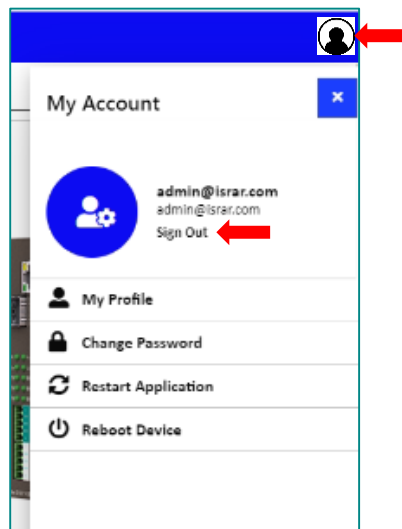 My Account
×
admin@israr.com
admin@israr.com
Sign Out
My Profile
Change Password
Restart Application
Reboot Device